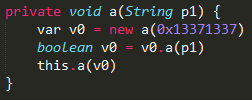 private void a(String p1) {
    var v0 = new a(0x13371337)
    boolean v0 = v0.a(p1)
    this.a(v0)
}